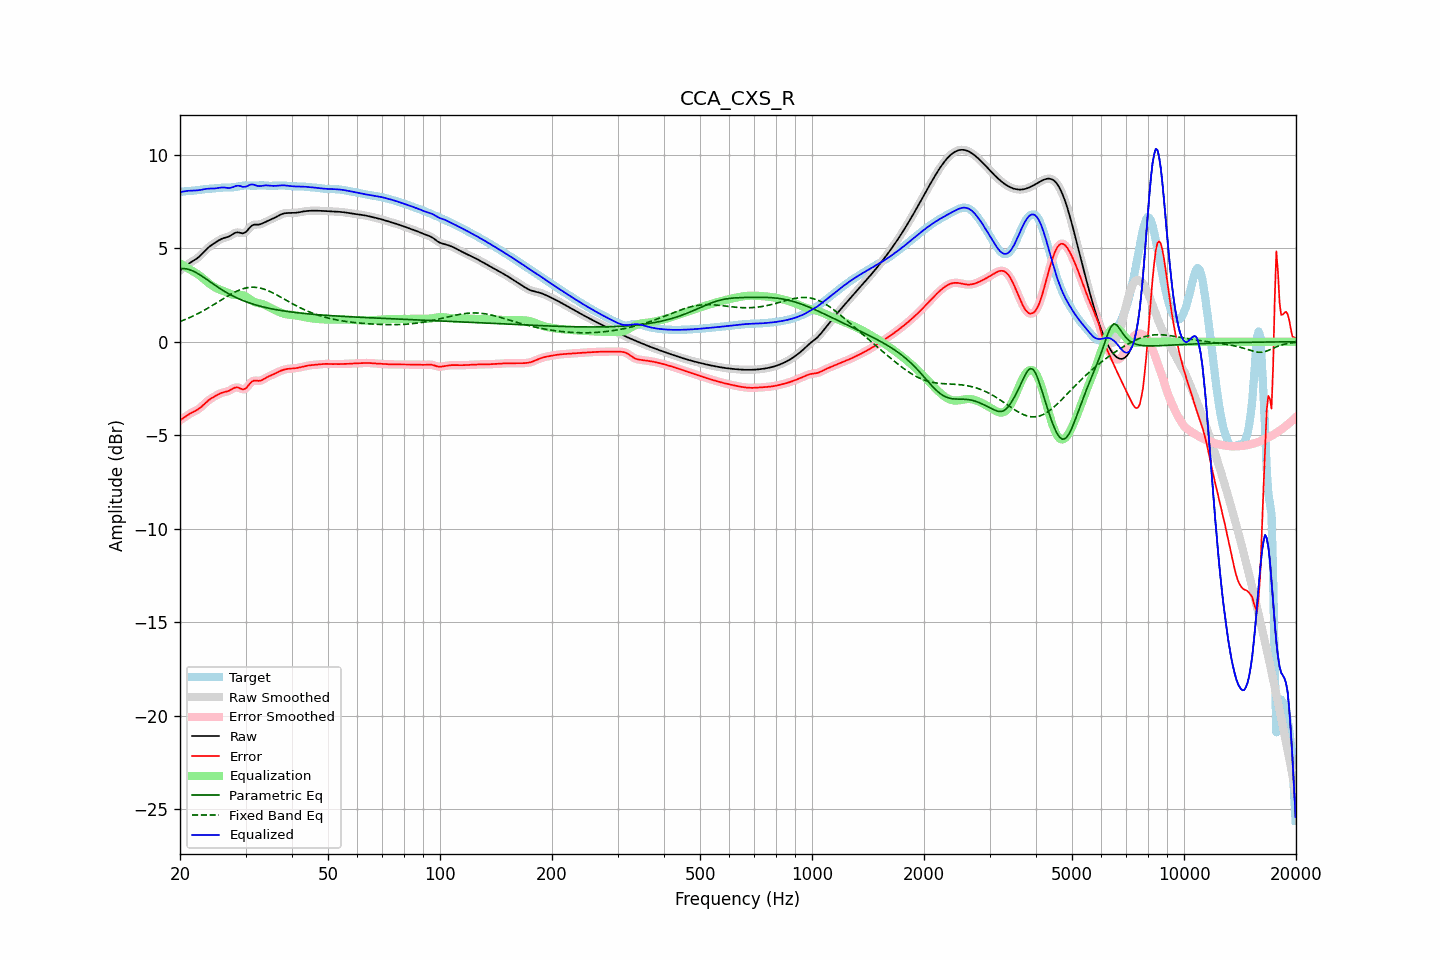 CCA_CXS_R
Amplitude (dBr)
10
5
0
−5
−10
−15
−20
−25
Target
Raw Smoothed
Error Smoothed
Raw
Error
Equalization
Parametric Eq
Fixed Band Eq
Equalized
20 50 100 200 500 1000 2000 5000 10000 20000
Frequency (Hz)